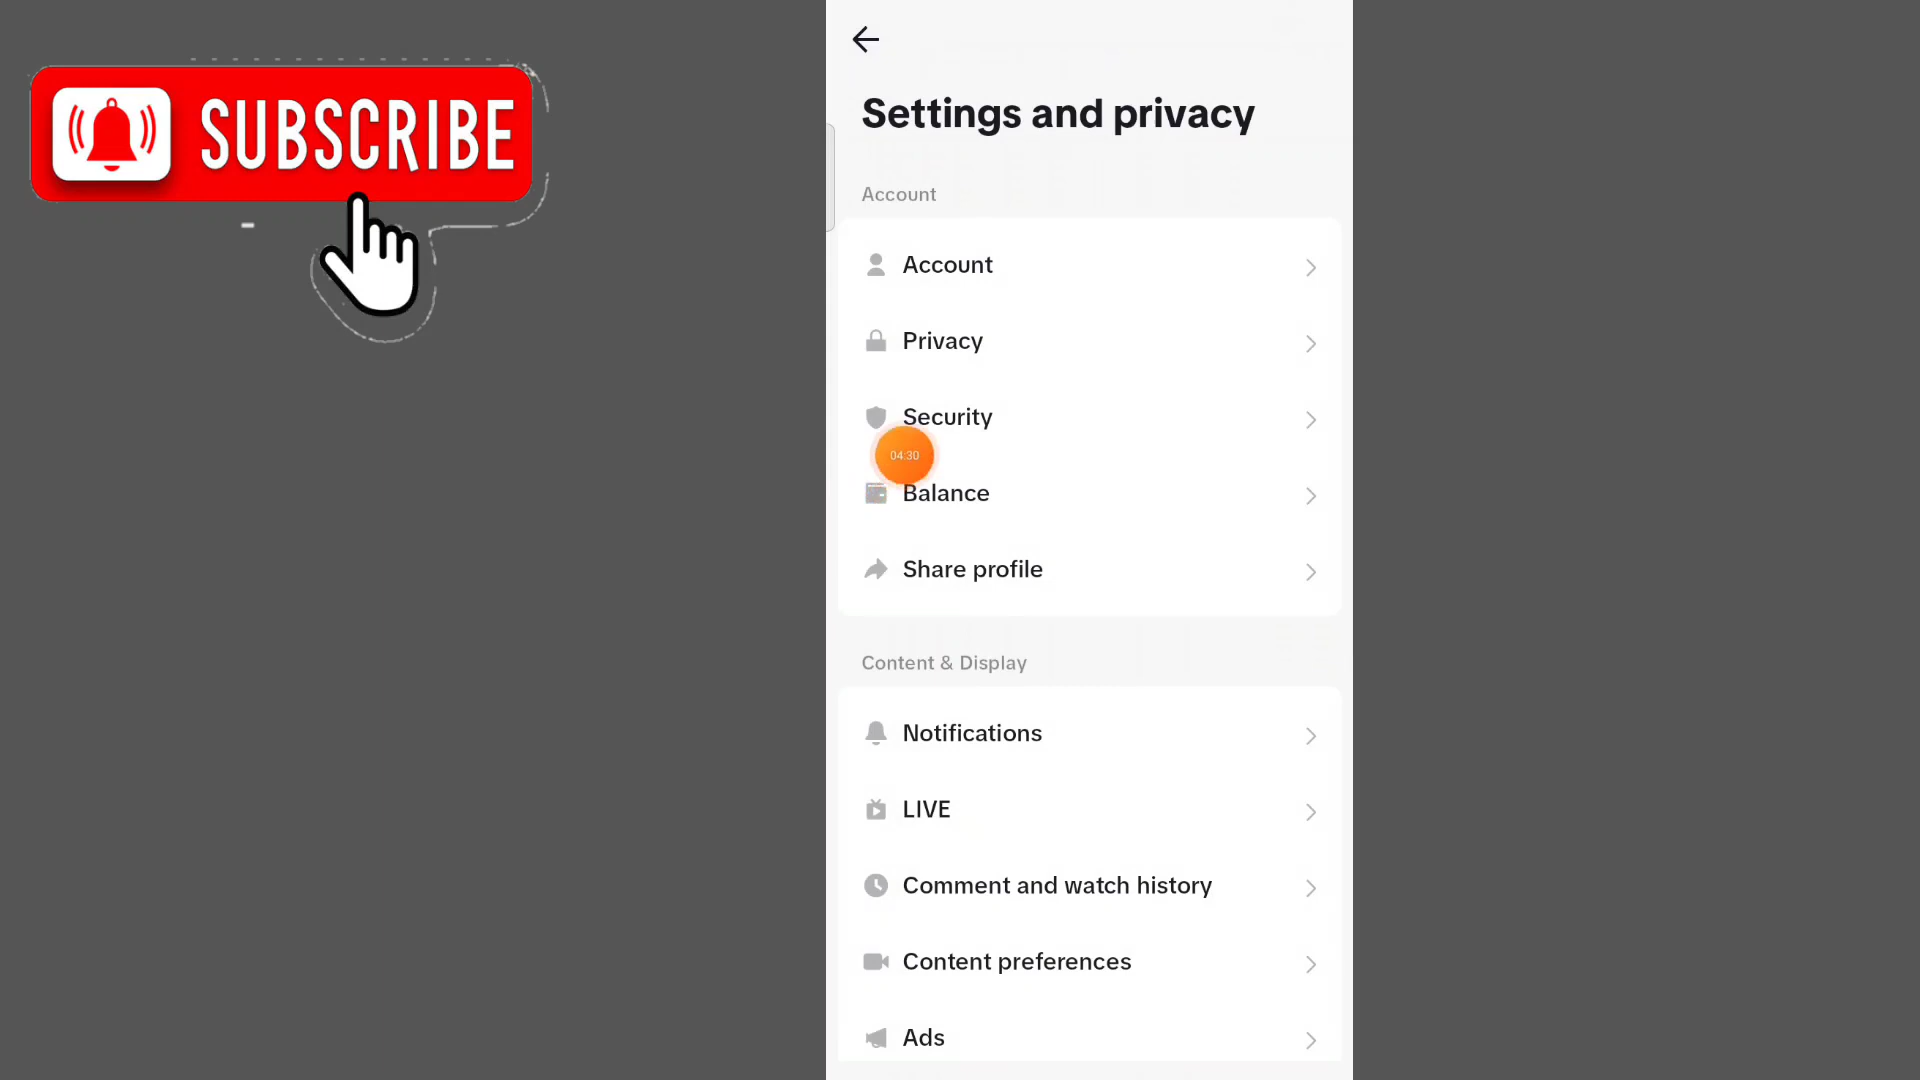 SUBSCRIBE
Settings and privacy
Account
Account
Privacy
Security
04:30
Balance
Share profile
Content & Display
Notifications
LIVE
Comment and watch history
Content preferences
Ads